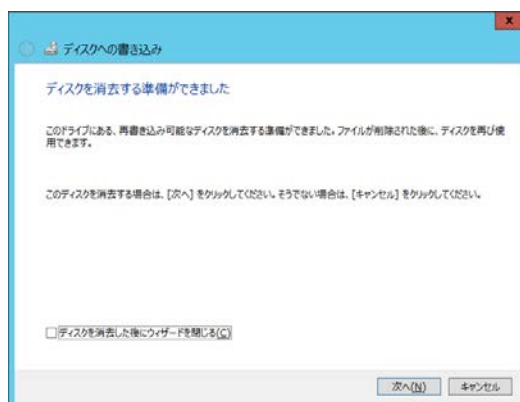 x
ディスクへの書き込み
ディスクを消去する準備ができました
このドライブにある、再書き込み可能なディスクを消去する準備ができました。ファイルが削除された後に、ディスクを再び使
用できます。
このディスクを消去する場合は、[次へ] をクリックしてください。そうでない場合は、[キャンセル] をクリックしてください。
ディスクを消去した後にウィザードを閉じる(C)
次へ(N) キャンセル